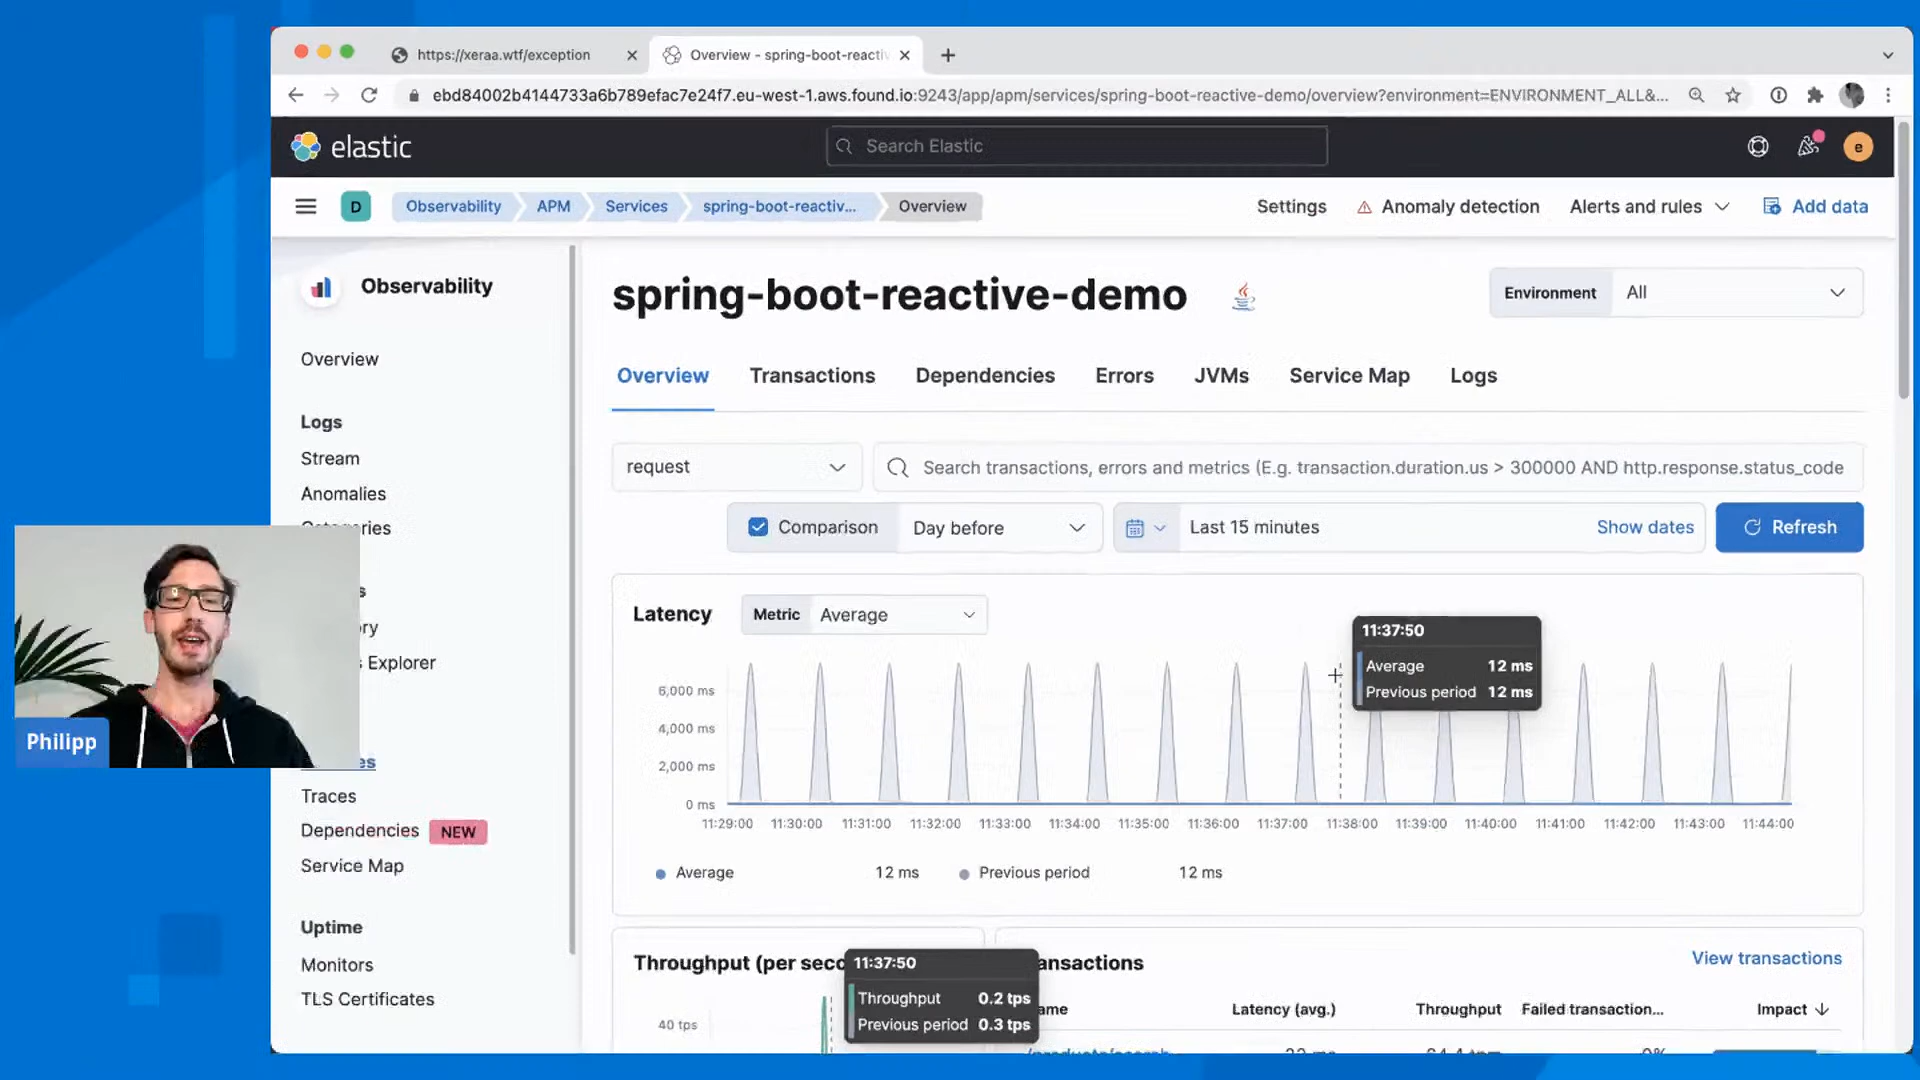 https://xeraa.wtf/exception
Overview - spring-boot-reacti
ebd84002b4144733a6b789efac7e24f7.eu-west-1.aws.found.io:9243/app/apm/services/spring-boot-reactive-demo/overview?environment=ENVIRONMENT_ALL&...
elastic
Search Elastic
e
D
Observability
APM
Services
spring-boot-reactiv...
Overview
Settings
Anomaly detection
Alerts and rules
Add data
Observability
Overview
Logs
Stream
Anomalies
Categories
s
ry
s Explorer
es
Traces
Dependencies NEW
Service Map
Uptime
Monitors
TLS Certificates
Philipp
spring-boot-reactive-demo
Environment All
Overview Transactions Dependencies Errors JVMs Service Map Logs
request
Search transactions, errors and metrics (E.g. transaction.duration.us > 300000 AND http.response.status_code
Comparison Day before
Last 15 minutes
Show dates
Refresh
Latency
Metric Average
11:37:50
Average 12 ms
Previous period 12 ms
6,000 ms
4,000 ms
2,000 ms
0 ms
11:29:00 11:30:00 11:31:00 11:32:00 11:33:00 11:34:00 11:35:00 11:36:00 11:37:00 11:38:00 11:39:00 11:40:00 11:41:00 11:42:00 11:43:00 11:44:00
Average 12 ms Previous period 12 ms
Throughput (per seco
11:37:50
Throughput 0.2 tps
Previous period 0.3 tps
40 tps
ansactions
View transactions
ame Latency (avg.) Throughput Failed transaction... Impact